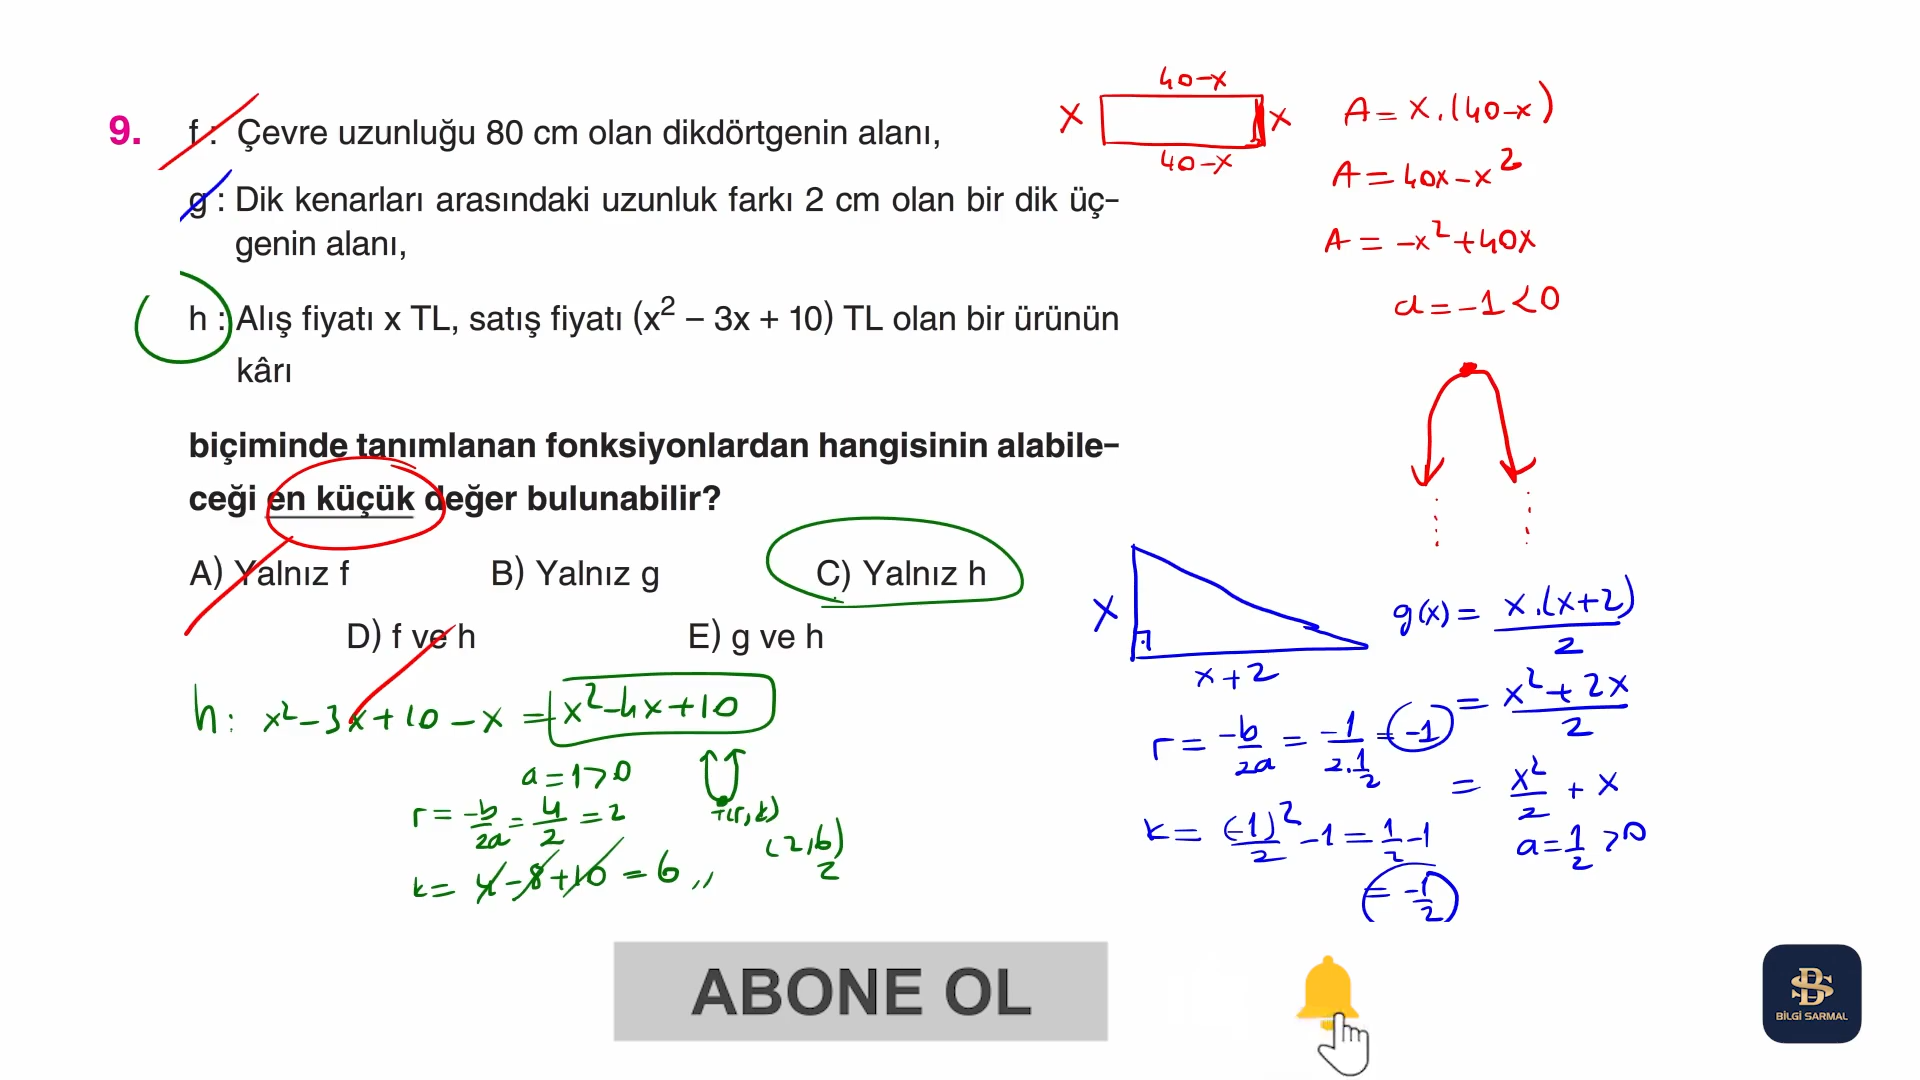 9. f : Çevre uzunluğu 80 cm olan dikdörtgenin alanı,
g : Dik kenarları arasındaki uzunluk farkı 2 cm olan bir dik üç-
genin alanı,
h : Alış fiyatı x TL, satış fiyatı (x² – 3x + 10) TL olan bir ürünün
kârı
biçiminde tanımlanan fonksiyonlardan hangisinin alabile-
ceği en küçük değer bulunabilir?
A) Yalnız f B) Yalnız g C) Yalnız h
D) f ve h E) g ve h
h: x²-3x+10-x = x²-4x+10
a=1>0
r = -b/2a = 4/2 = 2
T(r,k)
(2,6)
2
k= 4-8+10 = 6,,
40-x
x x
40-x
A = x.(40-x)
A = 40x-x²
A = -x²+40x
a = -1<0
x
x+2
g(x) = x.(x+2)/2
= x²+2x/2
= x²/2 + x
a=1/2>0
r = -b/2a = -1/2.1/2 = -1
k = (-1)²/2 -1 = 1/2 -1
= -1/2
ABONE OL
BS
BİLGİ SARMAL